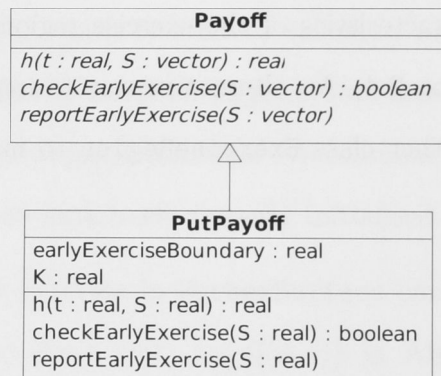 Payoff
h(t : real, S : vector) : real
checkEarlyExercise(S : vector) : boolean
reportEarlyExercise(S : vector)
PutPayoff
earlyExerciseBoundary : real
K : real
h(t : real, S : real) : real
checkEarlyExercise(S : real) : boolean
reportEarlyExercise(S : real)